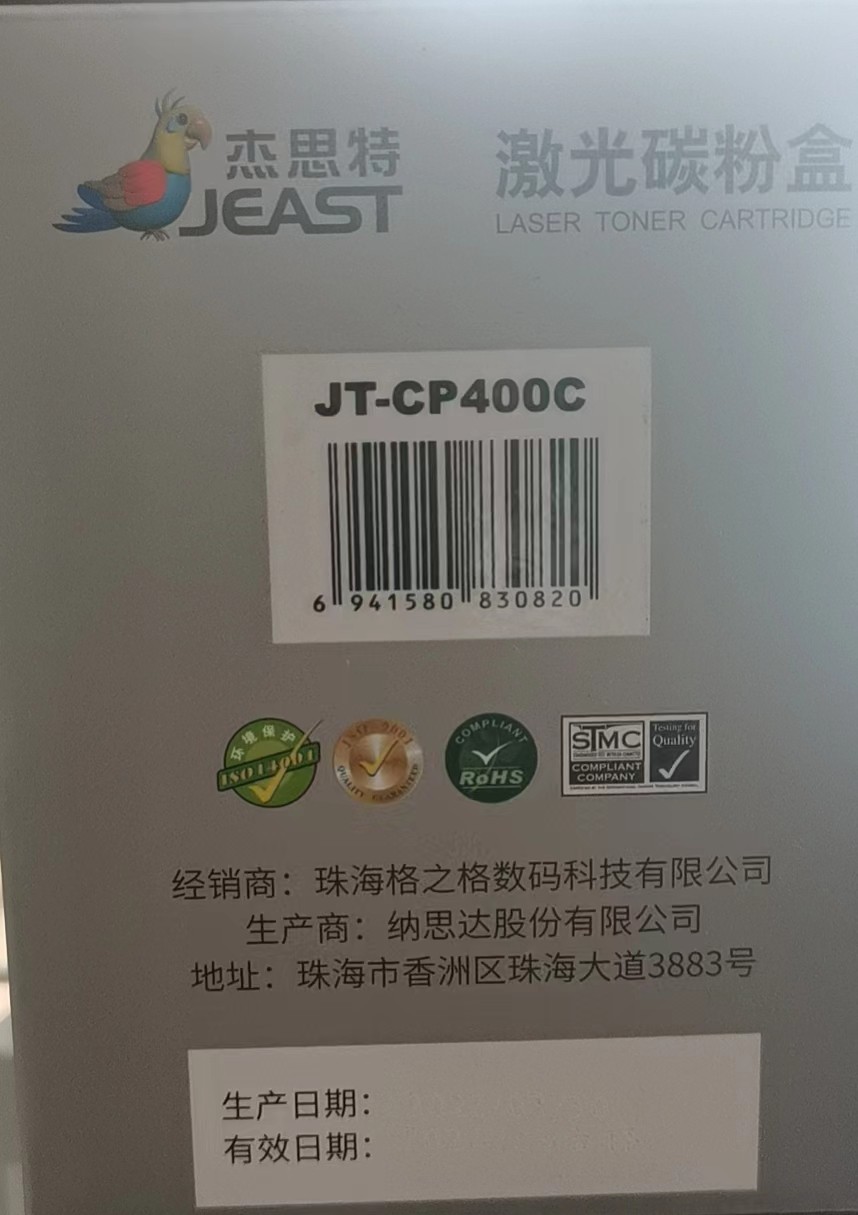 杰思特
JEAST
激光碳粉盒
LASER TONER CARTRIDGE
JT-CP400C
6 941580 830820
环境保护
ISO14001
ISO 9001
QUALITY GUARANTEED
COMPLIANT
RoHS
STMC
COMPLIANT
COMPANY
Testing for
Quality
经销商：珠海格之格数码科技有限公司
生产商：纳思达股份有限公司
地址：珠海市香洲区珠海大道3883号
生产日期：
有效日期：